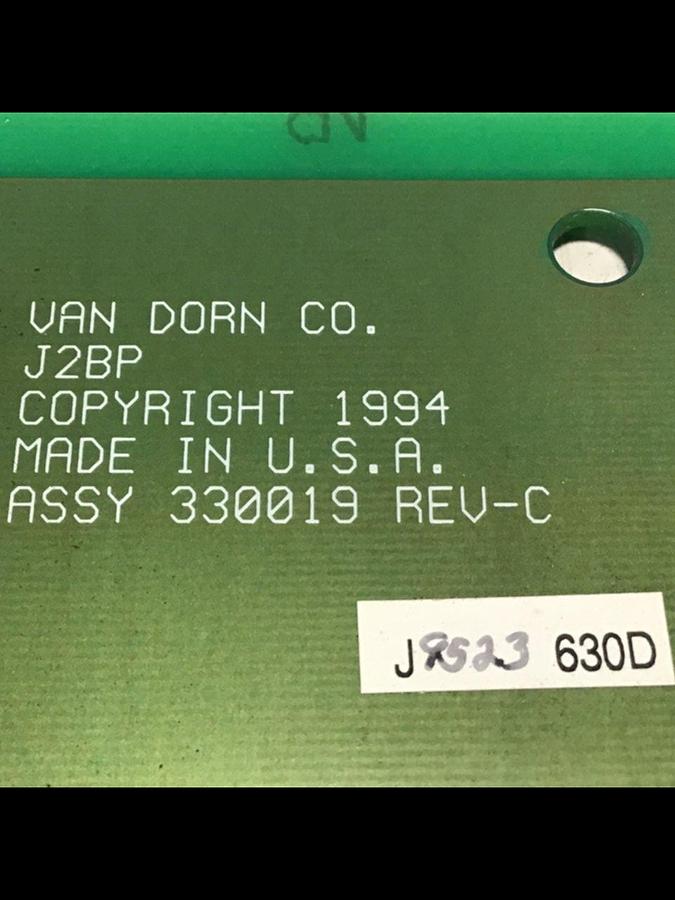 VAN DORN CO.
J2BP
COPYRIGHT 1994
MADE IN U.S.A.
ASSY 330019 REV-C
J9523 630D